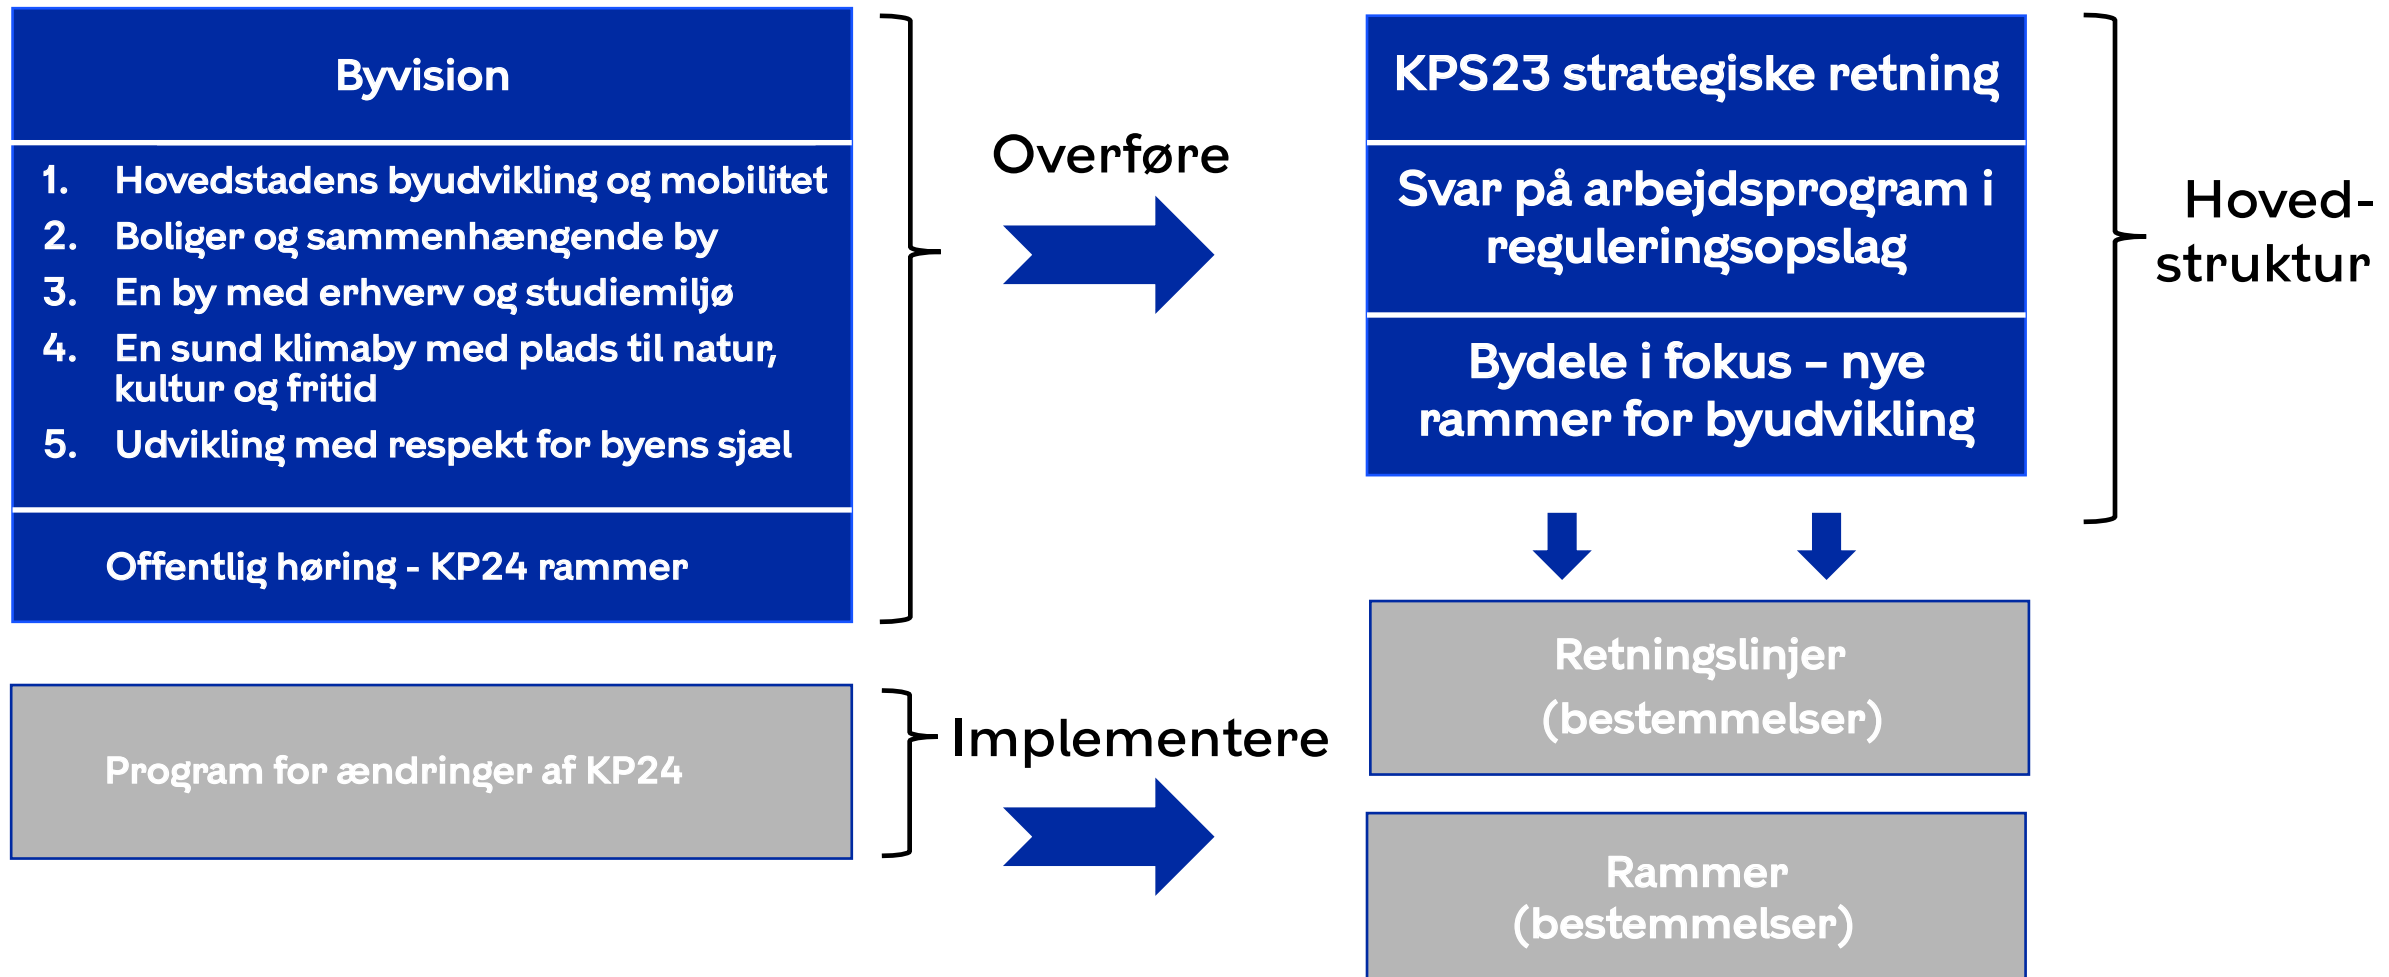 Byvision
1. Hovedstadens byudvikling og mobilitet
2. Boliger og sammenhængende by
3. En by med erhverv og studiemiljø
4. En sund klimaby med plads til natur,
kultur og fritid
5. Udvikling med respekt for byens sjæl
Offentlig høring - KP24 rammer
Program for ændringer af KP24
Overføre
Implementere
KPS23 strategiske retning
Svar på arbejdsprogram i
reguleringsopslag
Bydele i fokus – nye
rammer for byudvikling
Hoved-
struktur
Retningslinjer
(bestemmelser)
Rammer
(bestemmelser)